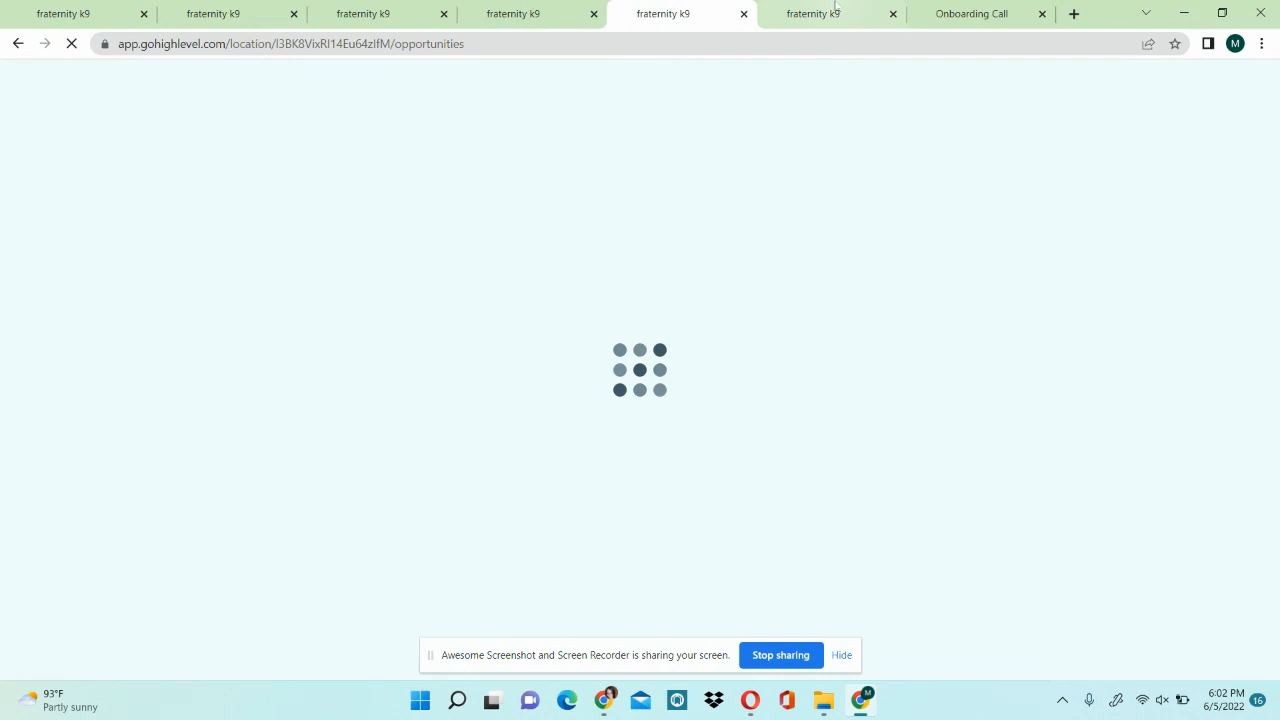 fraternity k9
fraternity k9
fraternity k9
fraternity k9
fraternity k9
fraternity k9
Onboarding Call
app.gohighlevel.com/location/l3BK8VixRl14Eu64zIfM/opportunities
M
Awesome Screenshot and Screen Recorder is sharing your screen.
Stop sharing
Hide
93°F
Partly sunny
M
6:02 PM
6/5/2022
16